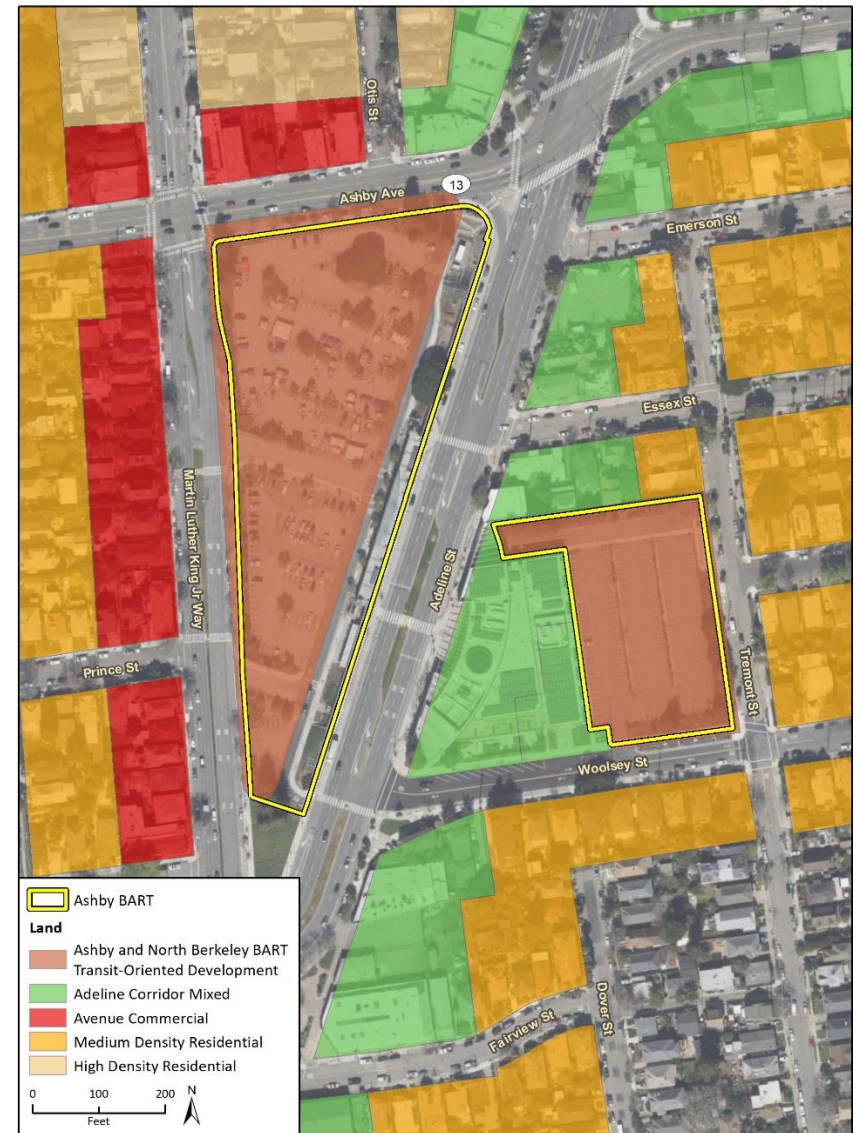 Otis St
13
Ashby Ave
Emerson St
Essex St
Martin Luther King Jr Way
Adeline St
Prince St
Tremont St
Woolsey St
Dover St
Fairview St
Ashby BART
Land
Ashby and North Berkeley BART
Transit-Oriented Development
Adeline Corridor Mixed
Avenue Commercial
Medium Density Residential
High Density Residential
0 100 200
Feet
N